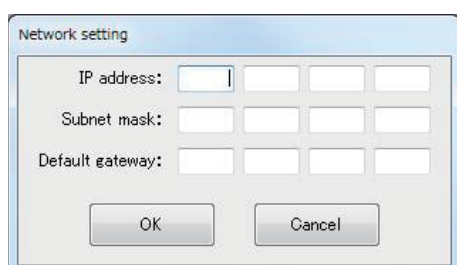 Network setting
IP address:
Subnet mask:
Default gateway:
OK Cancel